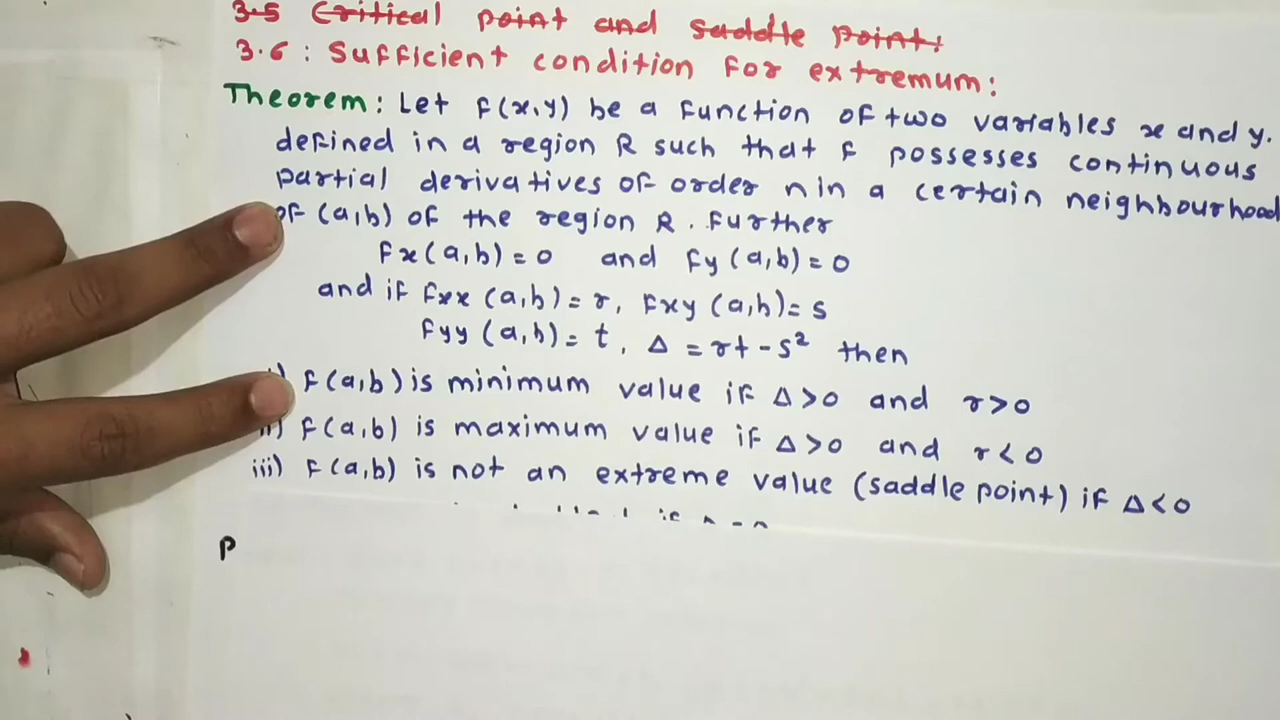 3.5 Critical point and saddle point:
3.6: Sufficient condition for extremum:
Theorem: Let f(x,y) be a function of two variables x and y.
defined in a region R such that f possesses continuous
partial derivatives of order n in a certain neighbourhood
of (a,b) of the region R. Further
fx(a,b)=0 and fy(a,b)=0
and if fxx(a,b)=r, fxy(a,b)=s
fyy(a,b)=t, Δ=rt-s² then
i) f(a,b) is minimum value if Δ>0 and r>0
ii) f(a,b) is maximum value if Δ>0 and r<0
iii) f(a,b) is not an extreme value (saddle point) if Δ<0
P